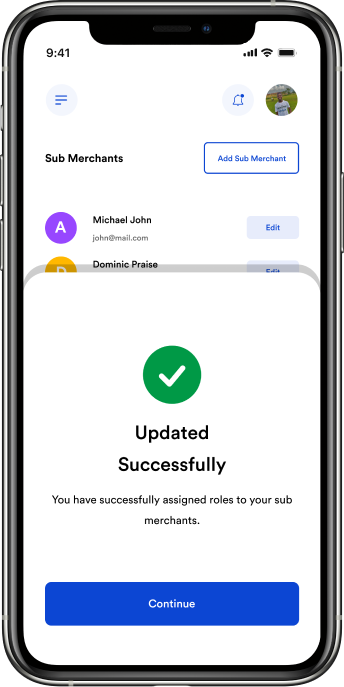 9:41
Sub Merchants
Add Sub Merchant
A
Michael John
john@mail.com
Edit
D
Dominic Praise
Edit
Updated
Successfully
You have successfully assigned roles to your sub
merchants.
Continue